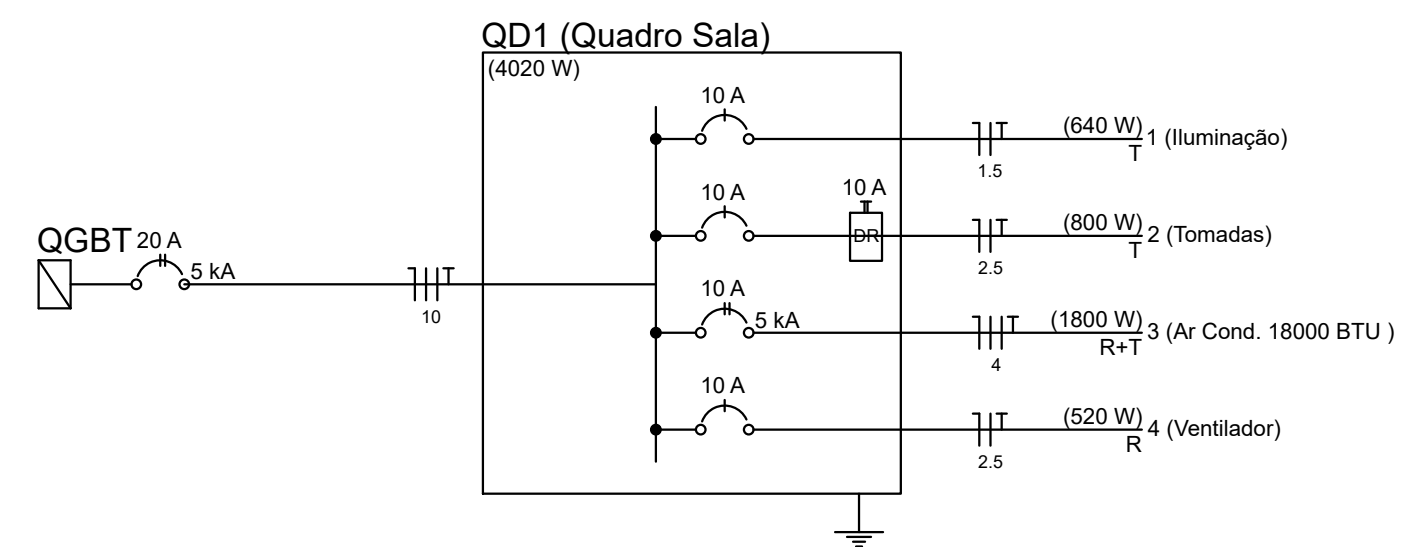 QD1 (Quadro Sala)
(4020 W)
10 A
(640 W)
1 (Iluminação)
T
1.5
10 A
10 A
DR
(800 W)
2 (Tomadas)
T
2.5
QGBT
20 A
5 kA
10
10 A
5 kA
(1800 W)
3 (Ar Cond. 18000 BTU )
R+T
4
10 A
(520 W)
4 (Ventilador)
R
2.5